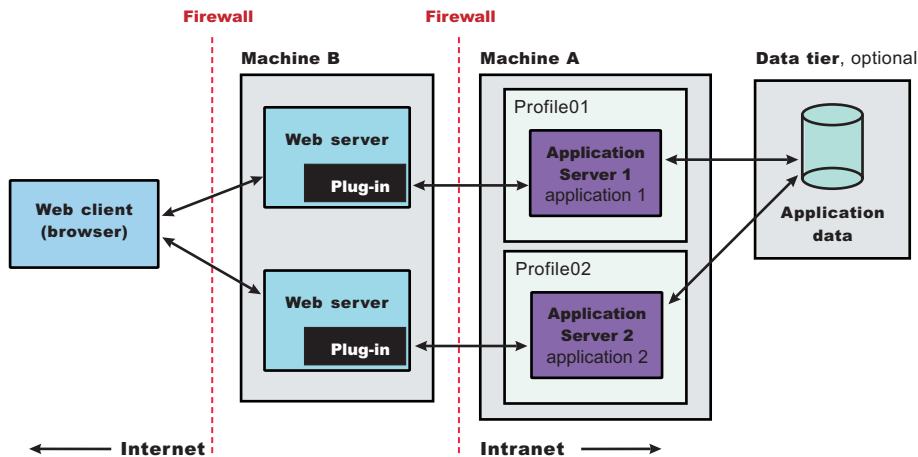 Firewall
Firewall
Machine B
Machine A
Data tier, optional
Profile01
Web server
Plug-in
Application
Server 1
application 1
Web client
(browser)
Application
data
Profile02
Web server
Plug-in
Application
Server 2
application 2
Internet
Intranet